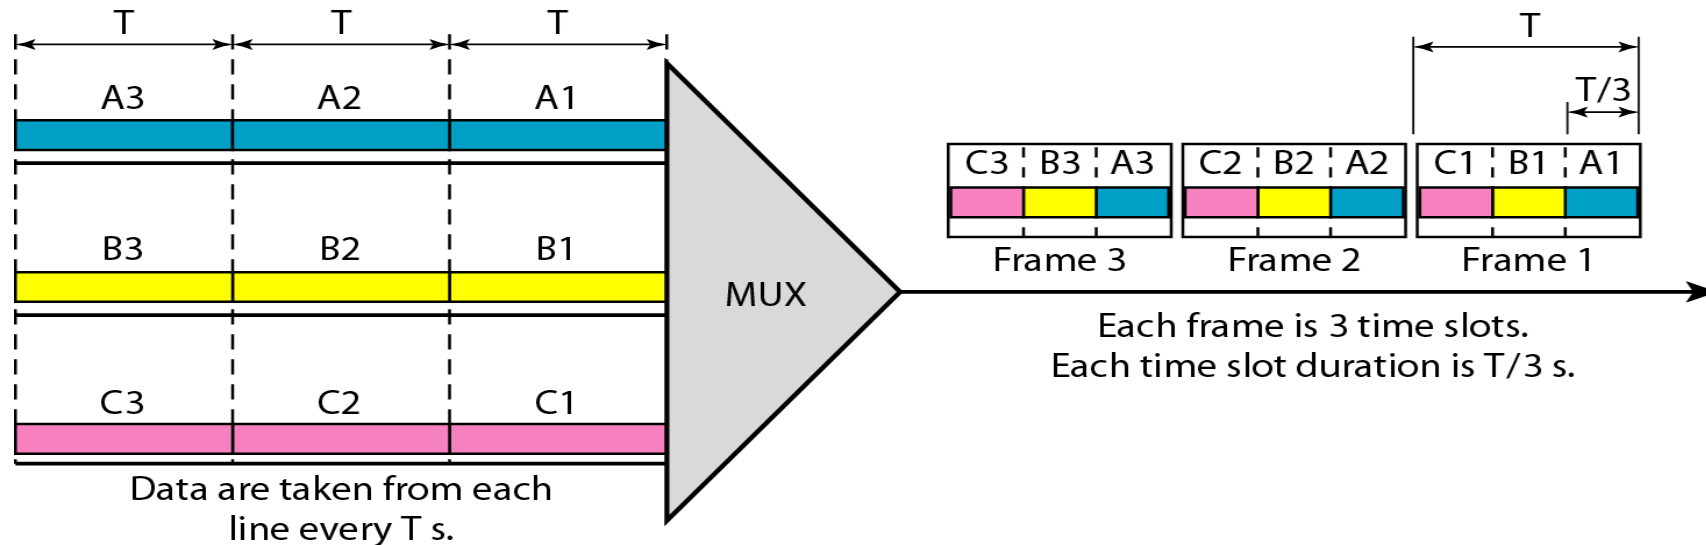 T T T
T
A3 A2 A1
T/3
C3 B3 A3 C2 B2 A2 C1 B1 A1
B3 B2 B1
Frame 3 Frame 2 Frame 1
MUX
Each frame is 3 time slots.
Each time slot duration is T/3 s.
C3 C2 C1
Data are taken from each
line every T s.